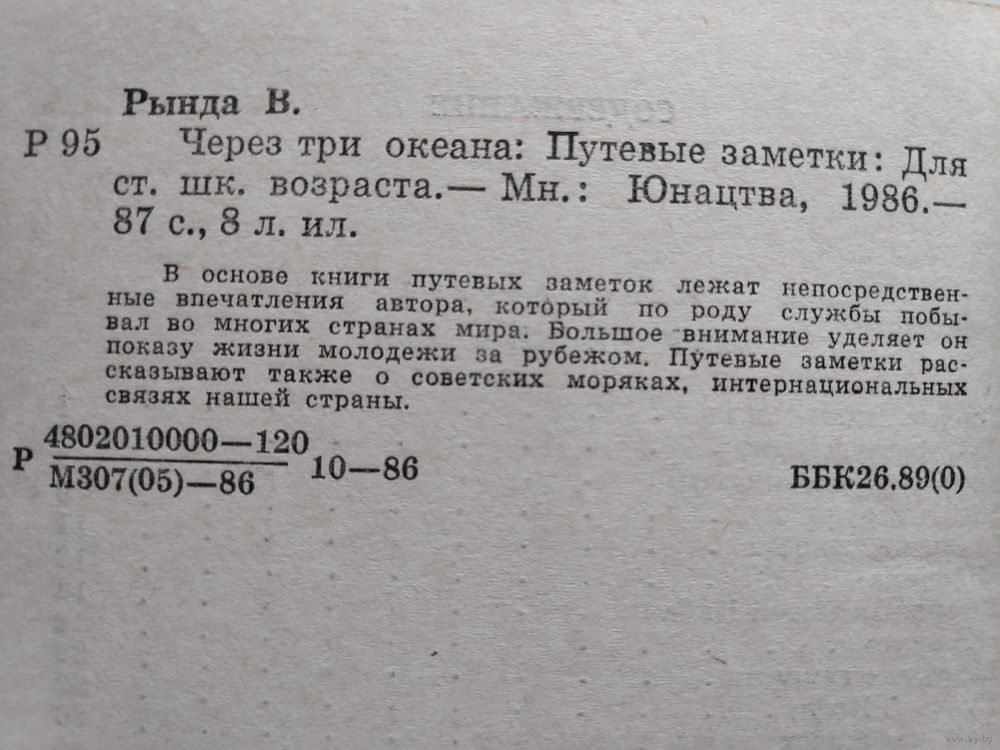 Рында В.
Р 95 Через три океана: Путевые заметки: Для
ст. шк. возраста.— Мн.: Юнацтва, 1986.—
87 с., 8 л. ил.
В основе книги путевых заметок лежат непосредствен-
ные впечатления автора, который по роду службы побы-
вал во многих странах мира. Большое внимание уделяет он
показу жизни молодежи за рубежом. Путевые заметки рас-
сказывают также о советских моряках, интернациональных
связях нашей страны.
Р 4802010000—120
М307(05)—86 10—86
ББК26.89(0)
www.ay.by